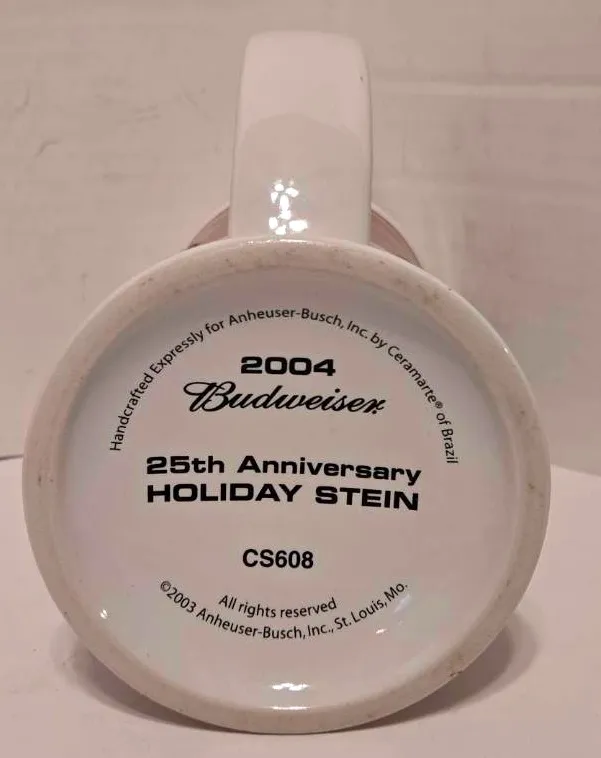 Handcrafted Expressly for Anheuser-Busch, Inc. by Ceramarte® of Brazil
2004
Budweiser
25th Anniversary
HOLIDAY STEIN
CS608
All rights reserved
©2003 Anheuser-Busch, Inc., St. Louis, Mo.